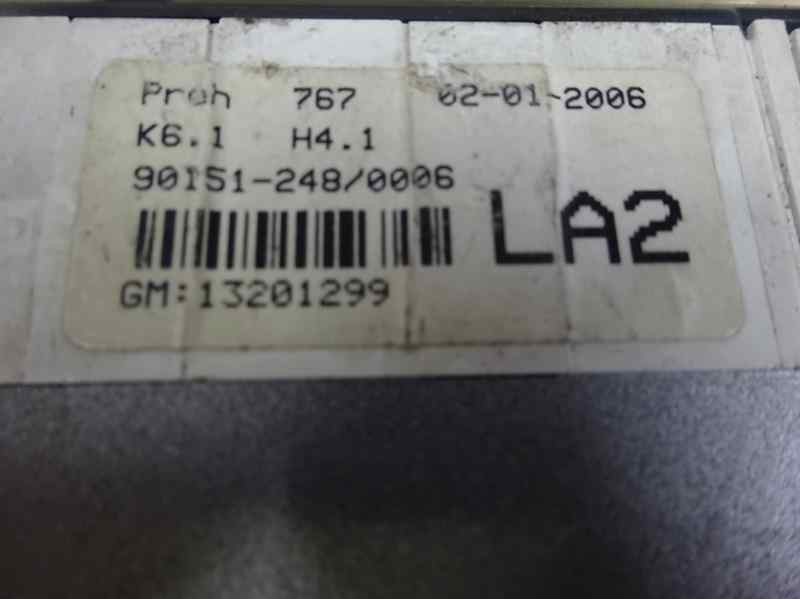 Preh 767 02-01-2006
K6.1 H4.1
90151-248/0006
LA2
GM:13201299